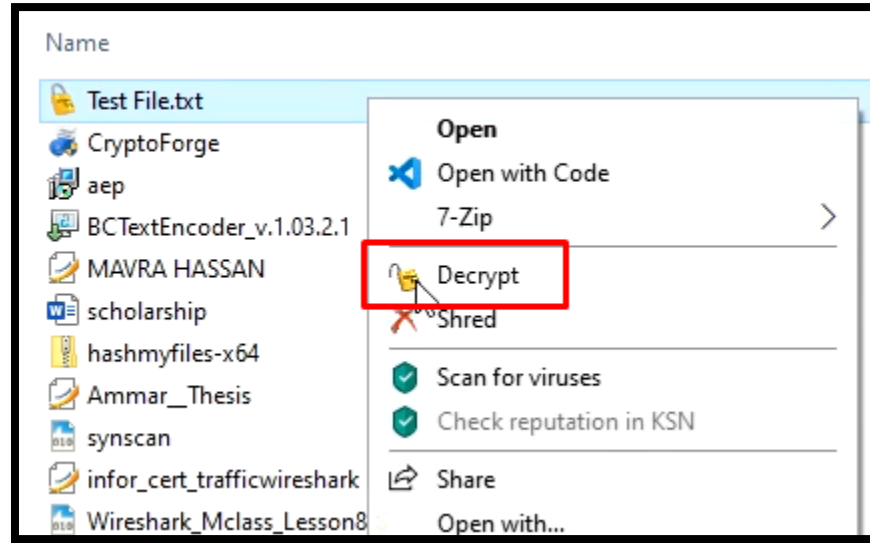 Name
Test File.txt
CryptoForge
aep
BCTextEncoder_v.1.03.2.1
MAVRA HASSAN
scholarship
hashmyfiles-x64
Ammar__Thesis
synscan
infor_cert_trafficwireshark
Wireshark_Mclass_Lesson8
Open
Open with Code
7-Zip
Decrypt
Shred
Scan for viruses
Check reputation in KSN
Share
Open with...